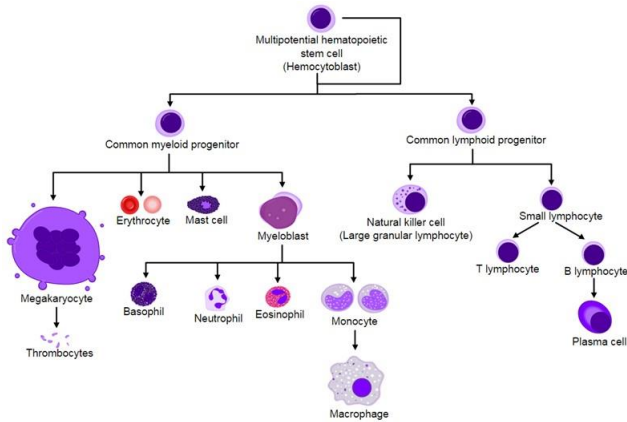 Multipotential hematopoietic
stem cell
(Hemocytoblast)
Common myeloid progenitor
Common lymphoid progenitor
Erythrocyte
Mast cell
Myeloblast
Natural killer cell
(Large granular lymphocyte)
Small lymphocyte
T lymphocyte
B lymphocyte
Megakaryocyte
Basophil
Neutrophil
Eosinophil
Monocyte
Plasma cell
Thrombocytes
Macrophage